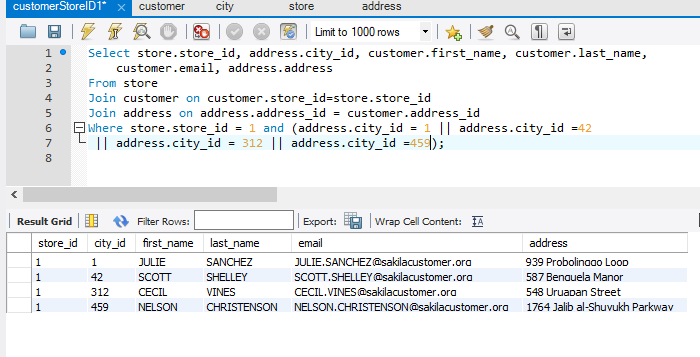 customerStoreID1* × customer city store address
Limit to 1000 rows
1 Select store.store_id, address.city_id, customer.first_name, customer.last_name,
2 customer.email, address.address
3 From store
4 Join customer on customer.store_id=store.store_id
5 Join address on address.address_id = customer.address_id
6 Where store.store_id = 1 and (address.city_id = 1 || address.city_id =42
7 || address.city_id = 312 || address.city_id =459);
Result Grid Filter Rows: Export: Wrap Cell Content:
store_id city_id first_name last_name email address
1 1 JULIE SANCHEZ JULIE.SANCHEZ@sakilacustomer.org 939 Probolinggo Loop
1 42 SCOTT SHELLEY SCOTT.SHELLEY@sakilacustomer.org 587 Benguela Manor
1 312 CECIL VINES CECIL.VINES@sakilacustomer.org 548 Uruapan Street
1 459 NELSON CHRISTENSON NELSON.CHRISTENSON@sakilacustomer.org 1764 Jalib al-Shuyukh Parkway